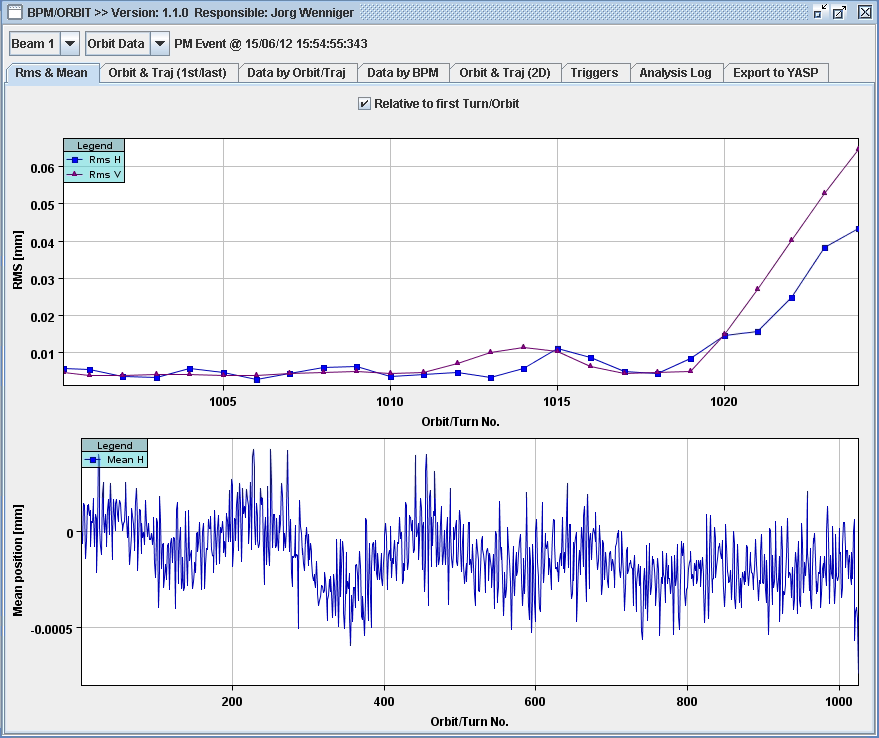 BPM/ORBIT >> Version: 1.1.0 Responsible: Jorg Wenniger
Beam 1 Orbit Data PM Event @ 15/06/12 15:54:55:343
Rms & Mean Orbit & Traj (1st/last) Data by Orbit/Traj Data by BPM Orbit & Traj (2D) Triggers Analysis Log Export to YASP
Relative to first Turn/Orbit
Legend
Rms H
Rms V
RMS [mm]
0.06
0.05
0.04
0.03
0.02
0.01
1005 1010 1015 1020
Orbit/Turn No.
Legend
Mean H
Mean position [mm]
0
-0.0005
200 400 600 800 1000
Orbit/Turn No.